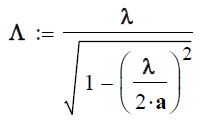 Λ := λ / √(1 − (λ / (2·a))²)